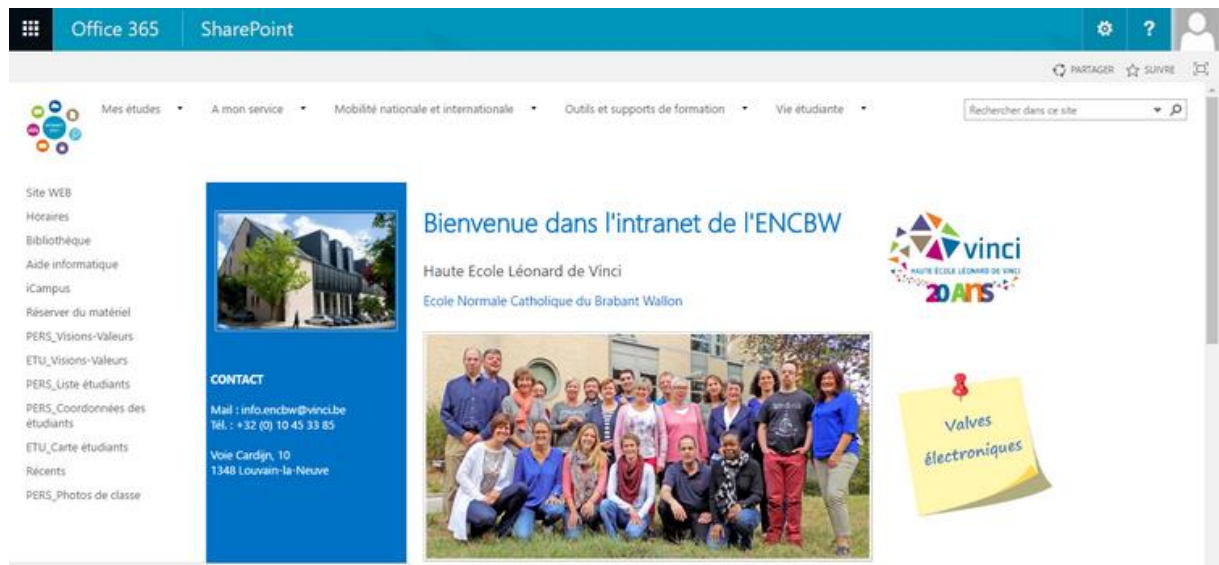 Office 365
SharePoint
?
PARTAGER
SUIVRE
Mes études
A mon service
Mobilité nationale et internationale
Outils et supports de formation
Vie étudiante
Rechercher dans ce site
Site WEB
Horaires
Bibliothèque
Aide informatique
iCampus
Réserver du matériel
PERS_Visions-Valeurs
ETU_Visions-Valeurs
PERS_Liste étudiants
PERS_Coordonnées des
étudiants
ETU_Carte étudiants
Récents
PERS_Photos de classe
CONTACT
Mail : info.encbw@vinci.be
Tél. : +32 (0) 10 45 33 85
Voie Cardijn, 10
1348 Louvain-la-Neuve
Bienvenue dans l'intranet de l'ENCBW
Haute Ecole Léonard de Vinci
Ecole Normale Catholique du Brabant Wallon
vinci
HAUTE ÉCOLE LÉONARD DE VINCI
20 ANS
Valves
électroniques